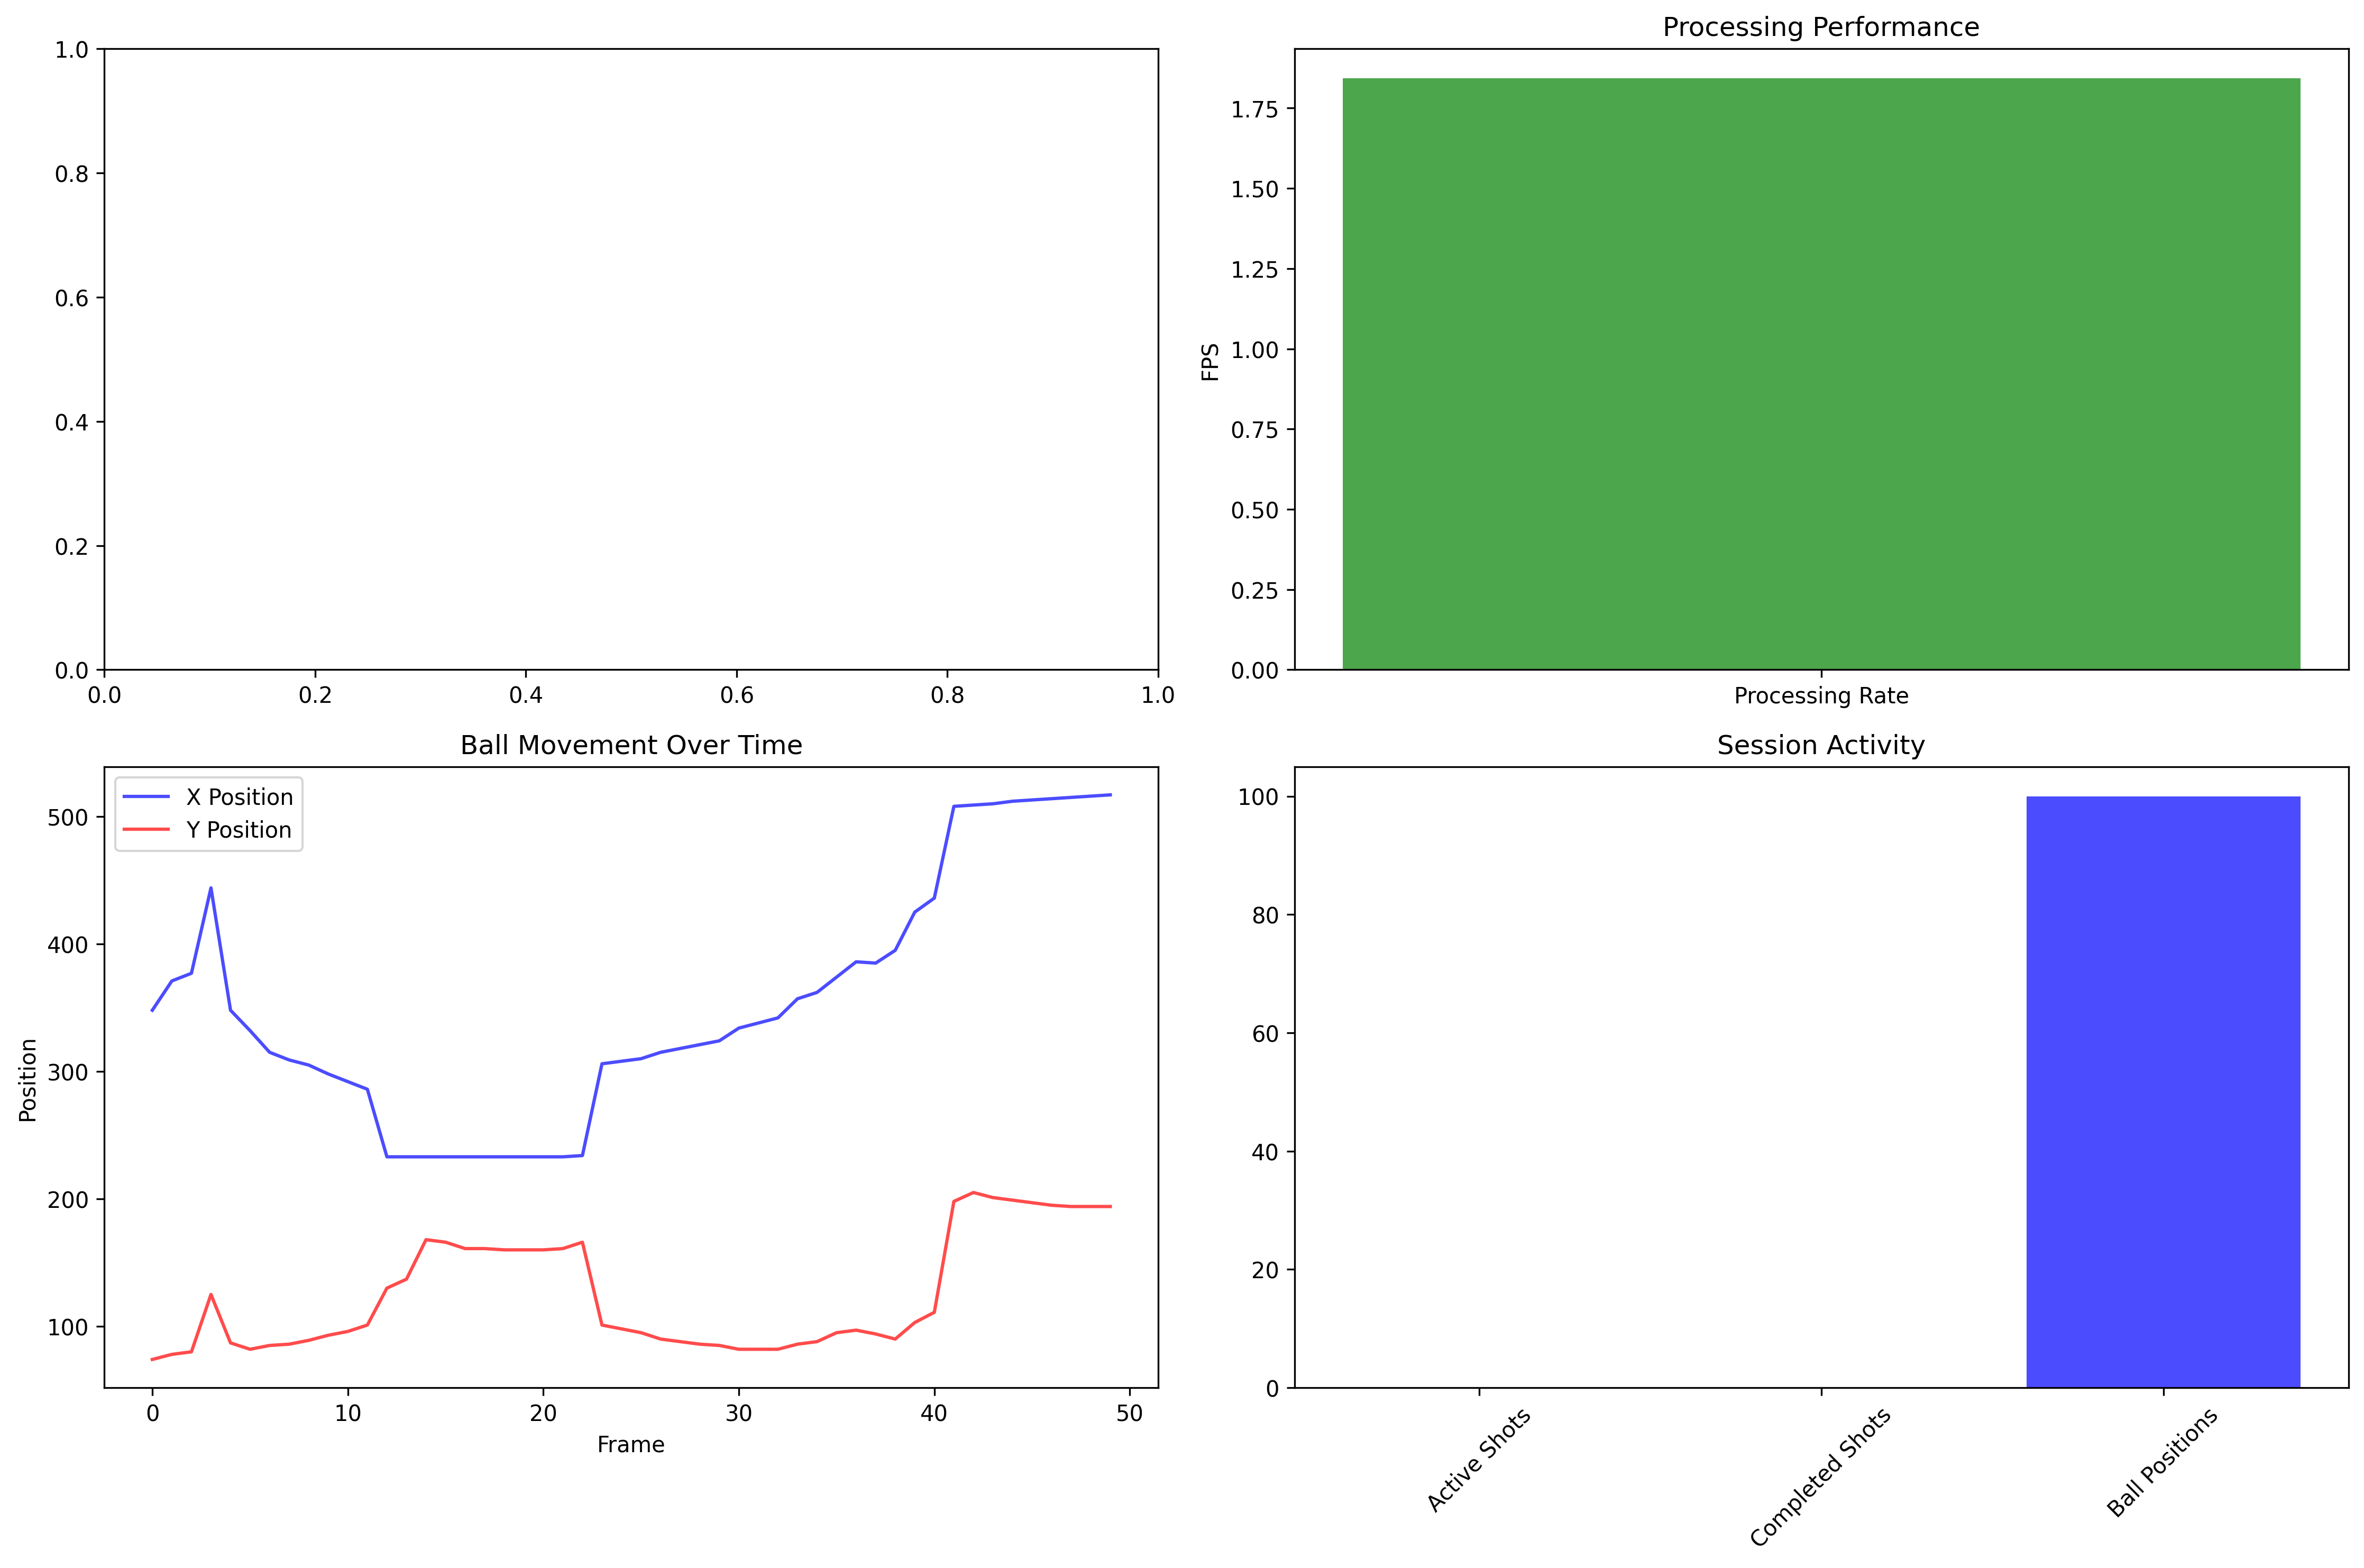 1.0
0.8
0.6
0.4
0.2
0.0
0.0 0.2 0.4 0.6 0.8 1.0
Processing Performance
FPS
1.75
1.50
1.25
1.00
0.75
0.50
0.25
0.00
Processing Rate
Ball Movement Over Time
X Position
Y Position
Position
500
400
300
200
100
0 10 20 30 40 50
Frame
Session Activity
100
80
60
40
20
0
Active Shots
Completed Shots
Ball Positions